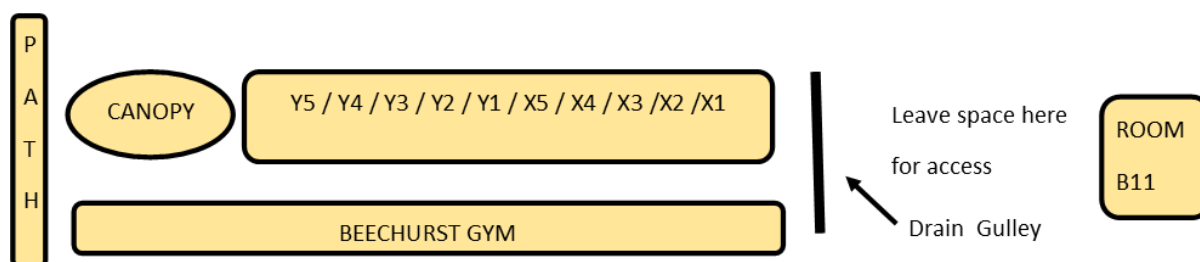 P
A
T
H
CANOPY
Y5 / Y4 / Y3 / Y2 / Y1 / X5 / X4 / X3 /X2 /X1
BEECHURST GYM
Leave space here
for access
Drain Gulley
ROOM
B11